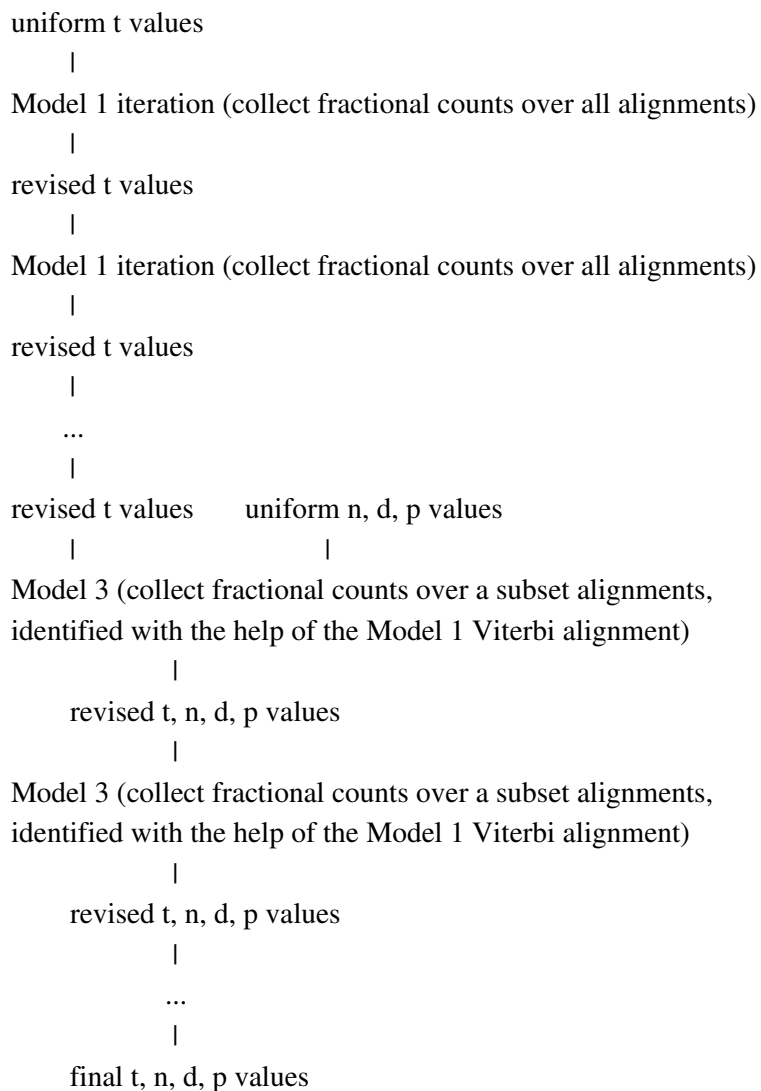 uniform t values
|
Model 1 iteration (collect fractional counts over all alignments)
|
revised t values
|
Model 1 iteration (collect fractional counts over all alignments)
|
revised t values
|
...
|
revised t values uniform n, d, p values
| |
Model 3 (collect fractional counts over a subset alignments,
identified with the help of the Model 1 Viterbi alignment)
|
revised t, n, d, p values
|
Model 3 (collect fractional counts over a subset alignments,
identified with the help of the Model 1 Viterbi alignment)
|
revised t, n, d, p values
|
...
|
final t, n, d, p values